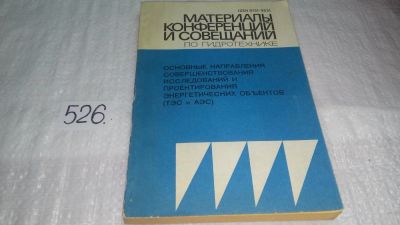 МАТЕРИАЛЫ
КОНФЕРЕНЦИЙ
И СОВЕЩАНИЙ
ПО ГИДРОТЕХНИКЕ
ОСНОВНЫЕ НАПРАВЛЕНИЯ
СОВЕРШЕНСТВОВАНИЯ
ИССЛЕДОВАНИЙ И
ПРОЕКТИРОВАНИЯ
ЭНЕРГЕТИЧЕСКИХ ОБЪЕКТОВ
(ТЭС и АЭС)
526.